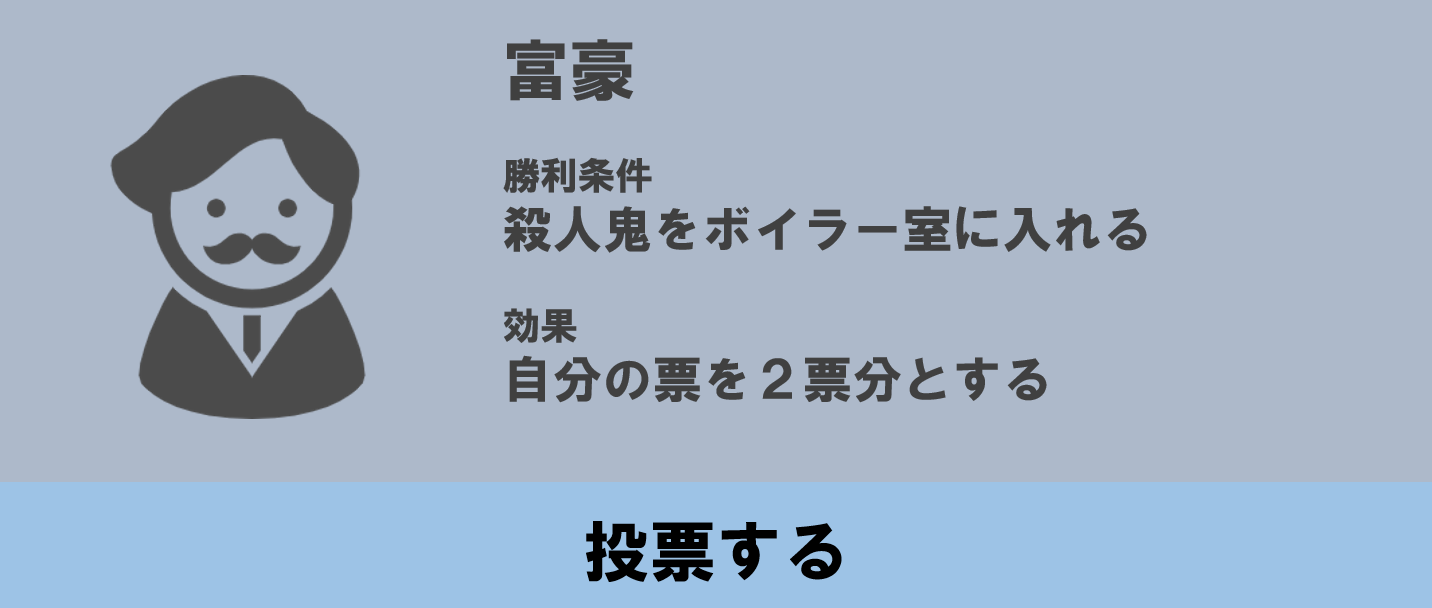 富豪
勝利条件
殺人鬼をボイラー室に入れる
効果
自分の票を２票分とする
投票する